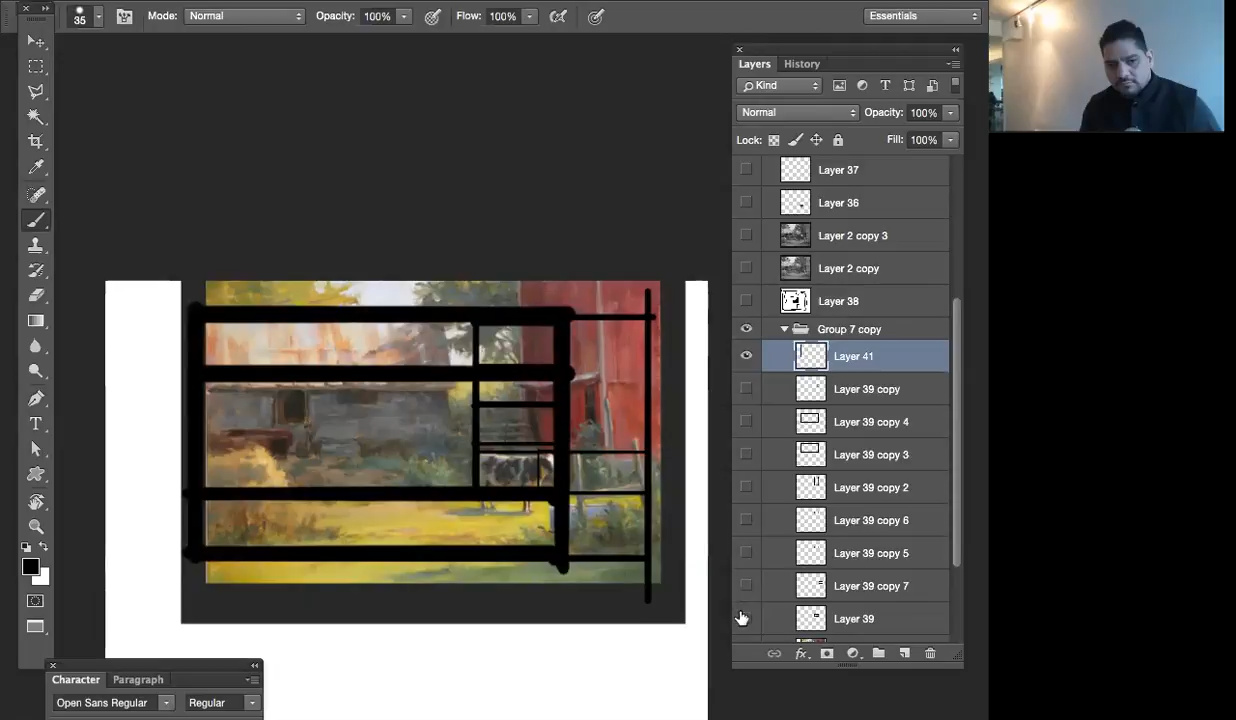 35 Mode: Normal Opacity: 100% Flow: 100% Essentials
Layers History
Kind
Normal Opacity: 100%
Lock: Fill: 100%
Layer 37
Layer 36
Layer 2 copy 3
Layer 2 copy
Layer 38
Group 7 copy
Layer 41
Layer 39 copy
Layer 39 copy 4
Layer 39 copy 3
Layer 39 copy 2
Layer 39 copy 6
Layer 39 copy 5
Layer 39 copy 7
Layer 39
fx
Character Paragraph
Open Sans Regular Regular